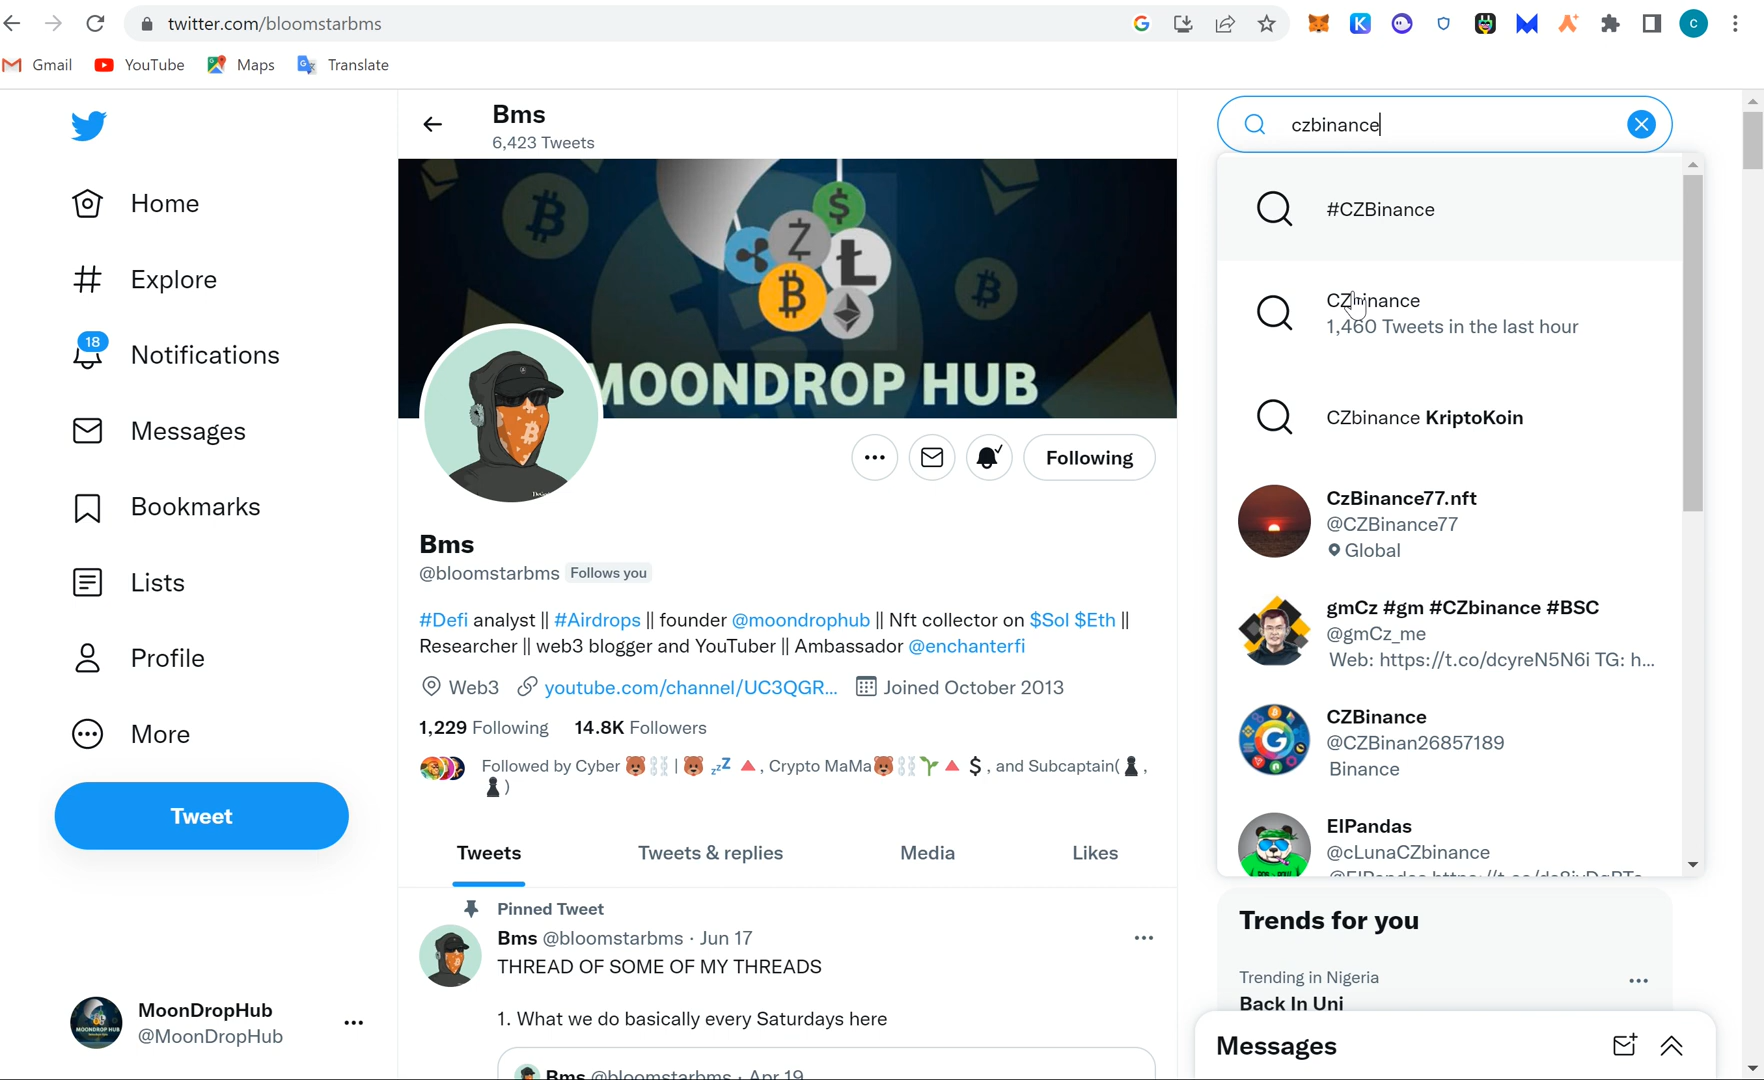 twitter.com/bloomstarbms
C
Gmail
YouTube
Maps
Translate
Home
Explore
18
Notifications
Messages
Bookmarks
Lists
Profile
More
Tweet
MoonDropHub
@MoonDropHub
Bms
6,423 Tweets
MOONDROP HUB
Following
Bms
@bloomstarbms Follows you
#Defi analyst || #Airdrops || founder @moondrophub || Nft collector on $Sol $Eth ||
Researcher || web3 blogger and YouTuber || Ambassador @enchanterfi
Web3 youtube.com/channel/UC3QGR... Joined October 2013
1,229 Following 14.8K Followers
Followed by Cyber 🐻⛓️ | 🐻 💤 🔺, Crypto MaMa🐻⛓️🌱🔺 💲, and Subcaptain(♟️,
♟️)
Tweets
Tweets & replies
Media
Likes
Pinned Tweet
Bms @bloomstarbms · Jun 17
THREAD OF SOME OF MY THREADS
1. What we do basically every Saturdays here
Bms @bloomstarbms · Apr 19
czbinance
#CZBinance
CZbinance
1,460 Tweets in the last hour
CZbinance KriptoKoin
CzBinance77.nft
@CZBinance77
Global
gmCz #gm #CZbinance #BSC
@gmCz_me
Web: https://t.co/dcyreN5N6i TG: h...
CZBinance
@CZBinan26857189
Binance
ElPandas
@cLunaCZbinance
Trends for you
Trending in Nigeria
Back In Uni
Messages